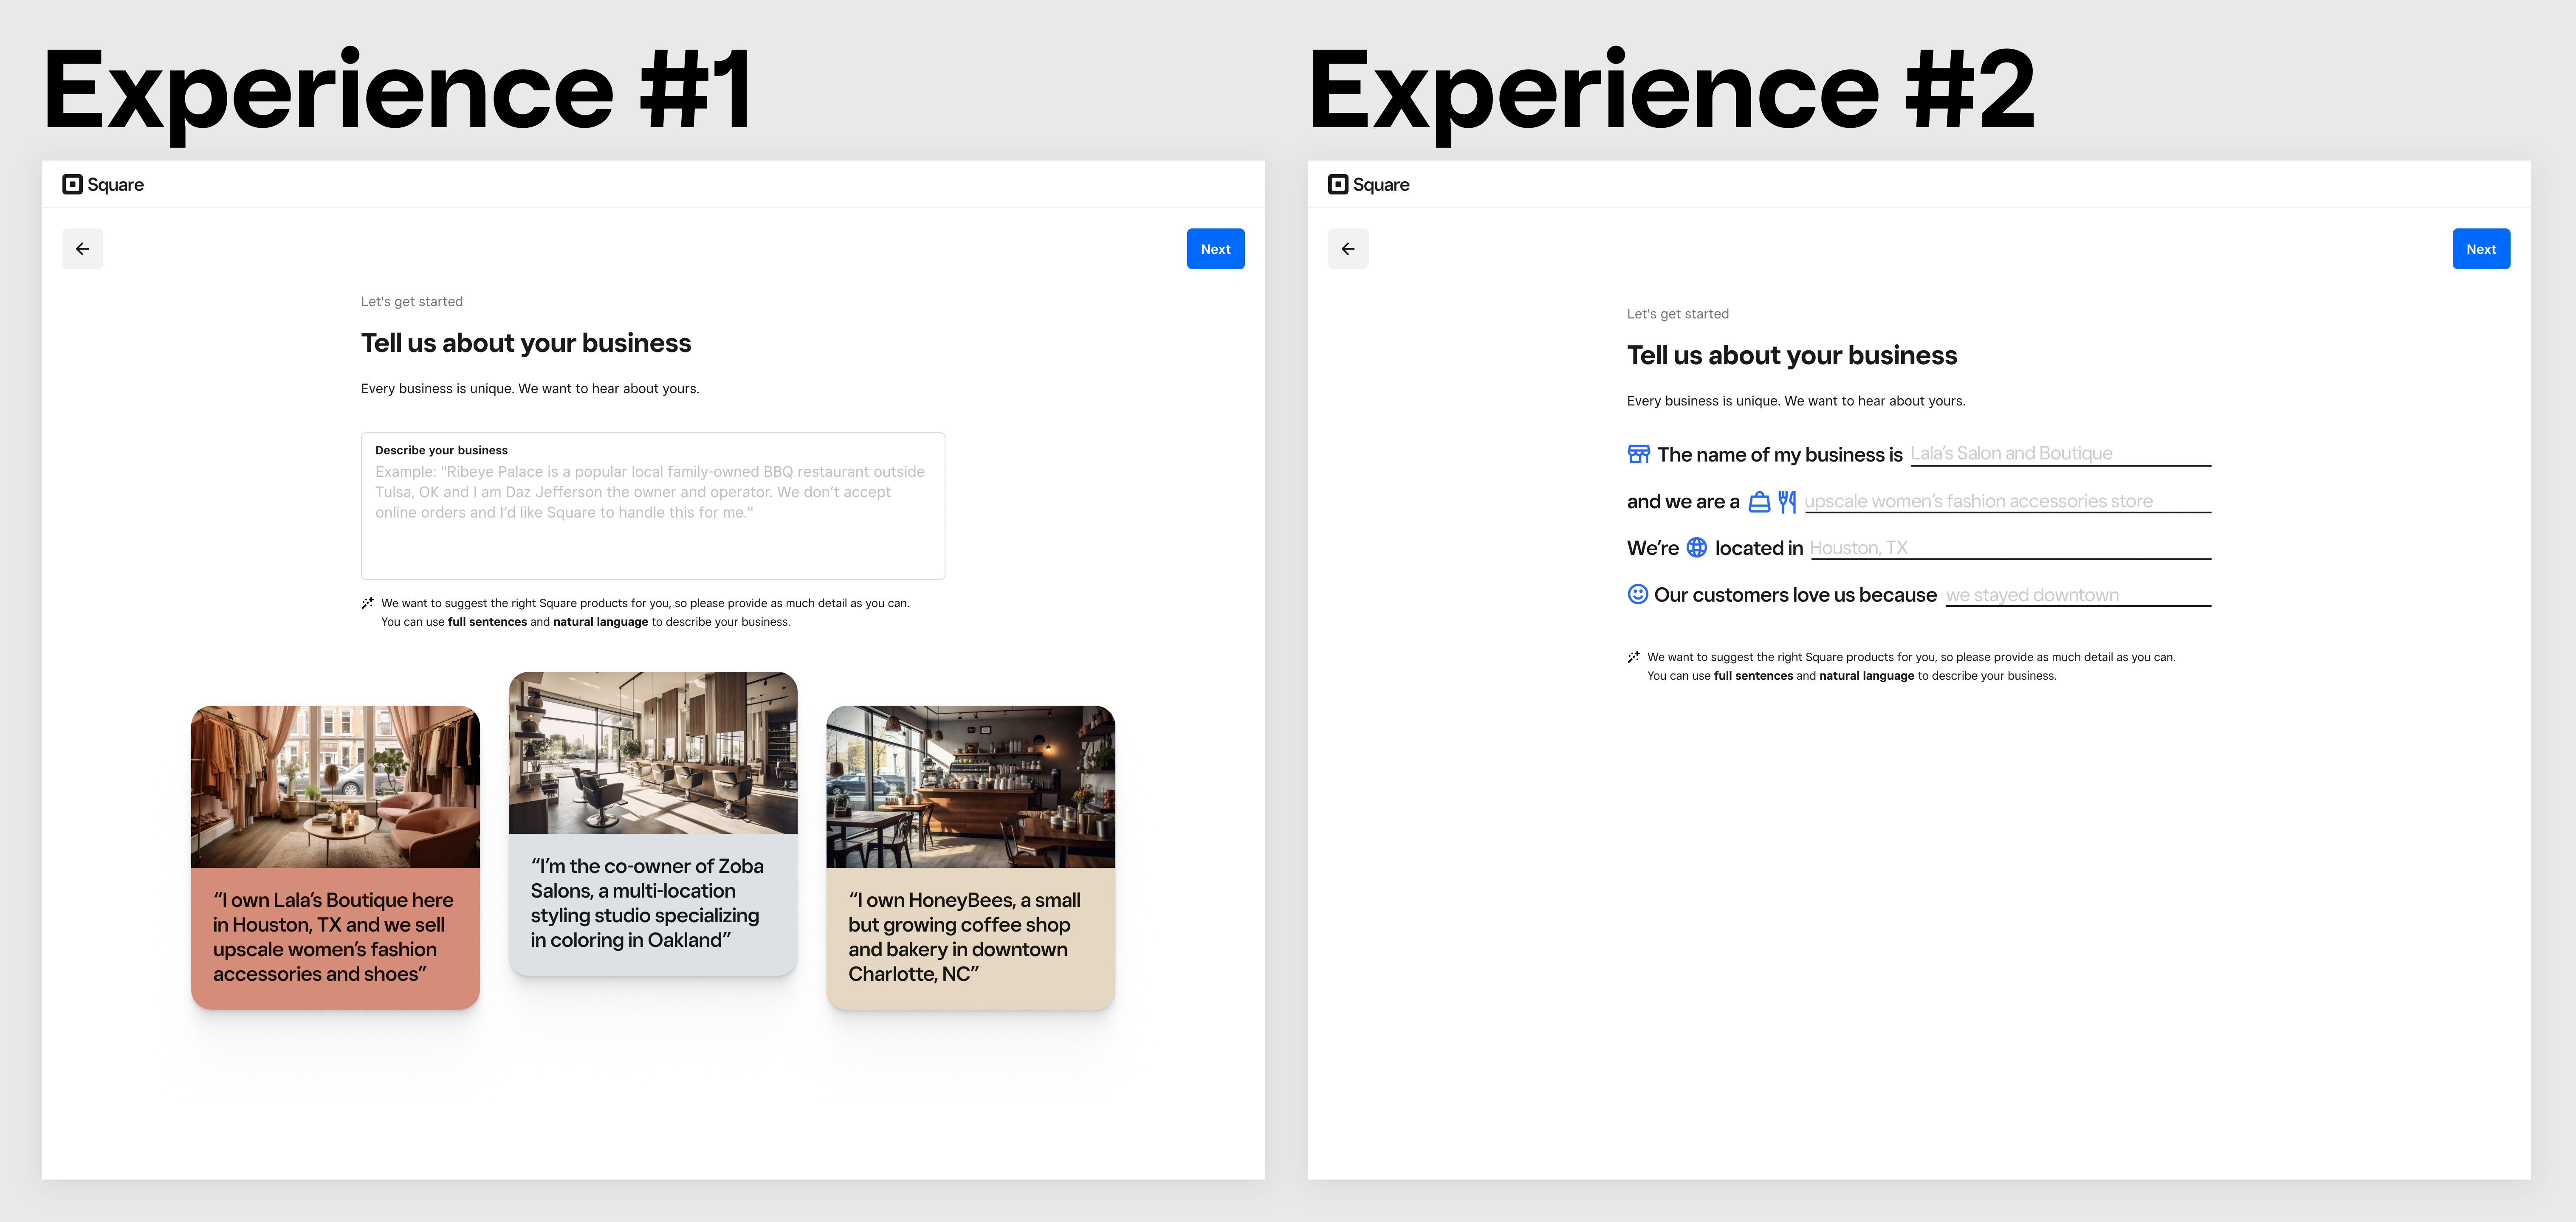 Experience #1
Square
Next
Let's get started
Tell us about your business
Every business is unique. We want to hear about yours.
Describe your business
Example: "Ribeye Palace is a popular local family-owned BBQ restaurant outside
Tulsa, OK and I am Daz Jefferson the owner and operator. We don’t accept
online orders and I’d like Square to handle this for me."
We want to suggest the right Square products for you, so please provide as much detail as you can.
You can use full sentences and natural language to describe your business.
“I own Lala’s Boutique here
in Houston, TX and we sell
upscale women’s fashion
accessories and shoes”
“I’m the co-owner of Zoba
Salons, a multi-location
styling studio specializing
in coloring in Oakland”
“I own HoneyBees, a small
but growing coffee shop
and bakery in downtown
Charlotte, NC”
Experience #2
Square
Next
Let's get started
Tell us about your business
Every business is unique. We want to hear about yours.
The name of my business is Lala’s Salon and Boutique
and we are a upscale women’s fashion accessories store
We’re located in Houston, TX
Our customers love us because we stayed downtown
We want to suggest the right Square products for you, so please provide as much detail as you can.
You can use full sentences and natural language to describe your business.